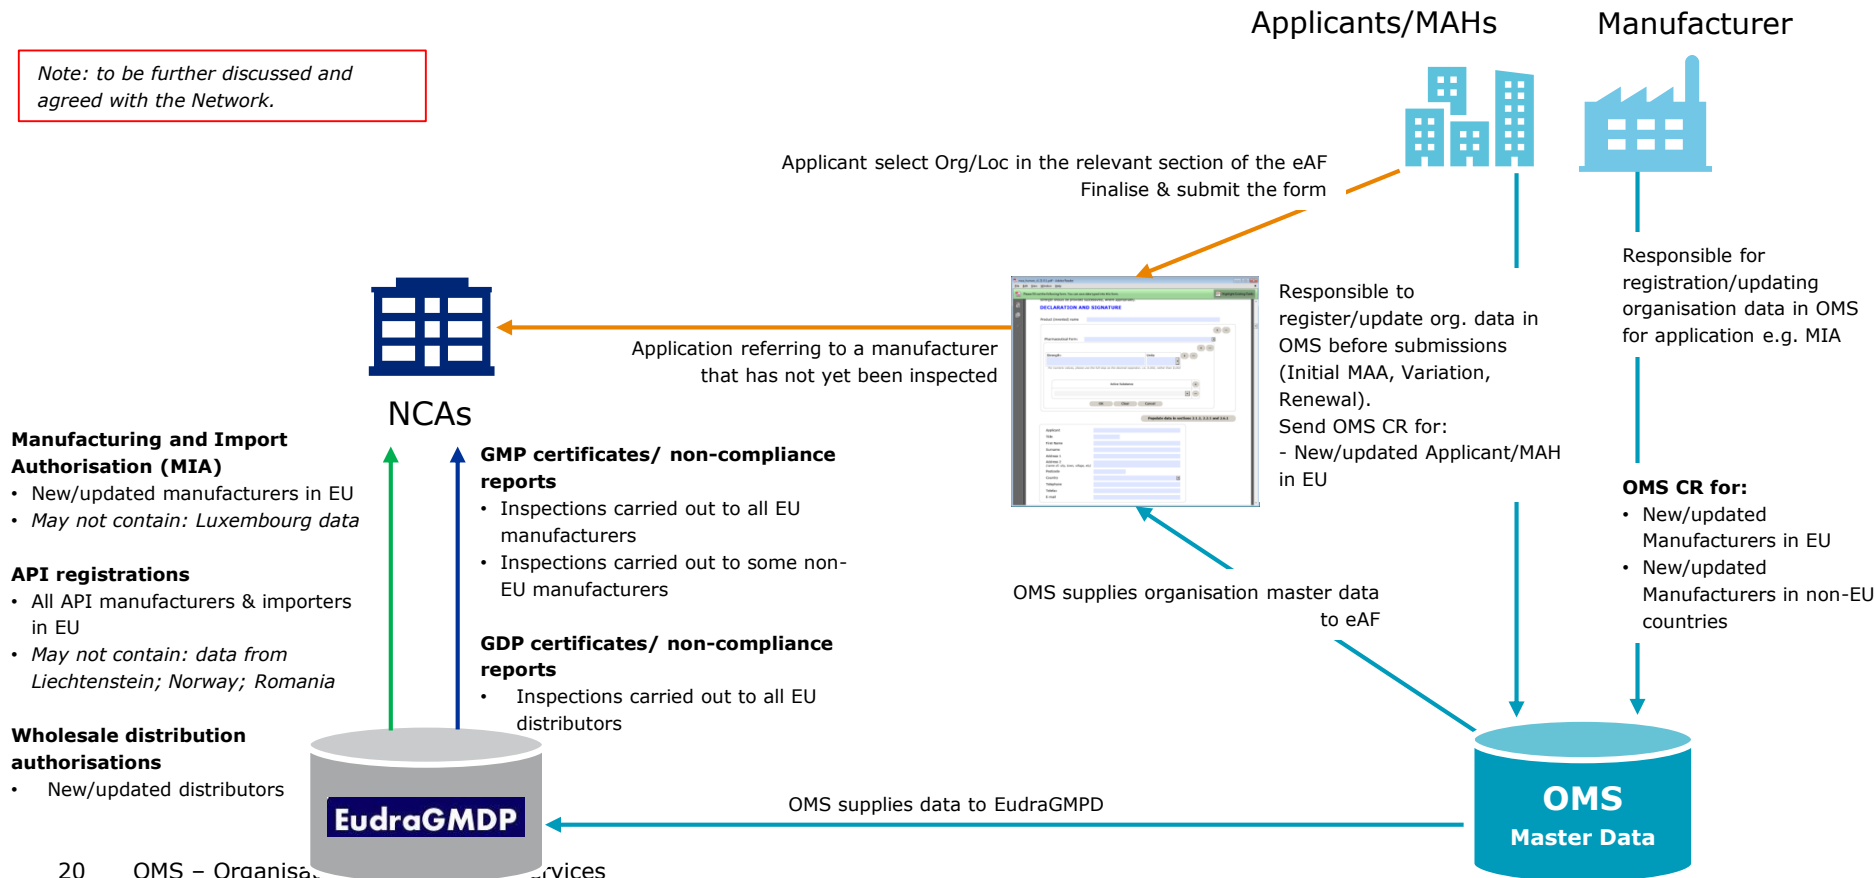 Applicants/MAHs
Manufacturer
Note: to be further discussed and
agreed with the Network.
Applicant select Org/Loc in the relevant section of the eAF
Finalise & submit the form
Responsible for
registration/updating
organisation data in OMS
for application e.g. MIA
Responsible to
register/update org. data in
OMS before submissions
(Initial MAA, Variation,
Renewal).
Send OMS CR for:
- New/updated Applicant/MAH
in EU
DECLARATION AND SIGNATURE
Application referring to a manufacturer
that has not yet been inspected
NCAs
Manufacturing and Import
Authorisation (MIA)
• New/updated manufacturers in EU
• May not contain: Luxembourg data
API registrations
• All API manufacturers & importers
in EU
• May not contain: data from
Liechtenstein; Norway; Romania
Wholesale distribution
authorisations
• New/updated distributors
GMP certificates/ non-compliance
reports
• Inspections carried out to all EU
manufacturers
• Inspections carried out to some non-
EU manufacturers
GDP certificates/ non-compliance
reports
• Inspections carried out to all EU
distributors
OMS CR for:
• New/updated
Manufacturers in EU
• New/updated
Manufacturers in non-EU
countries
OMS supplies organisation master data
to eAF
OMS supplies data to EudraGMPD
EudraGMDP
OMS
Master Data
20 OMS – Organisat rvices